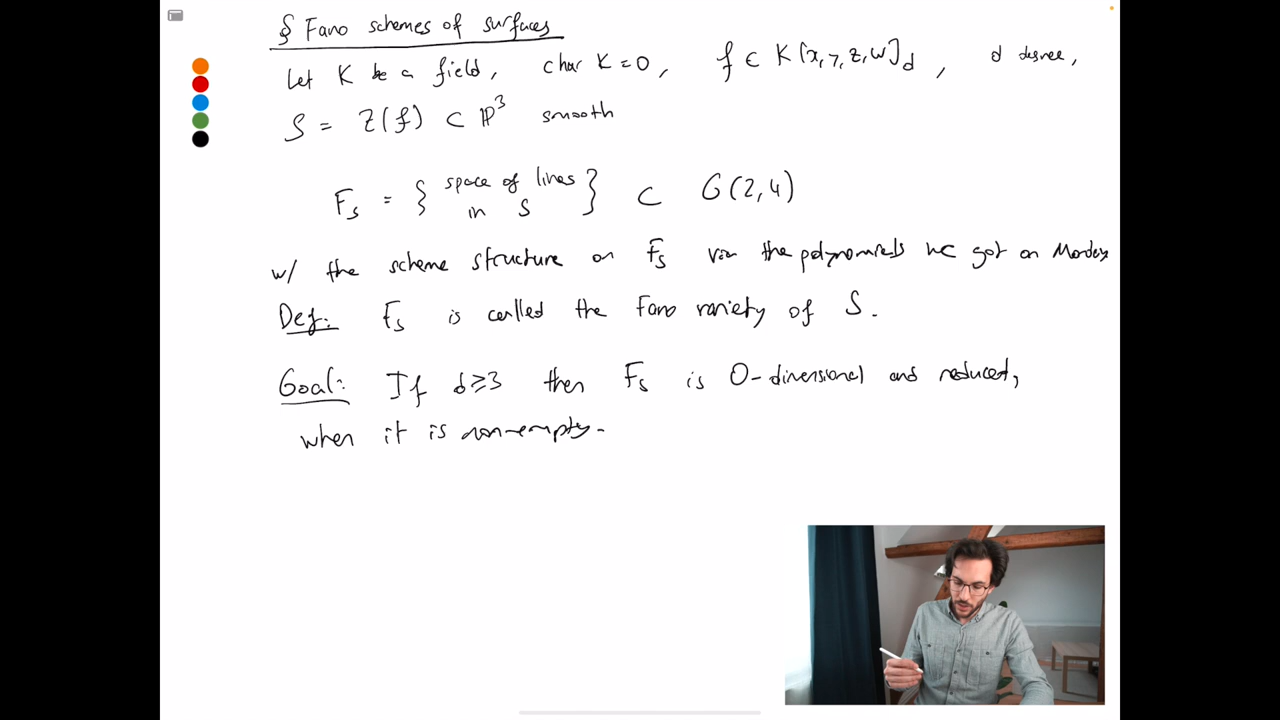 § Fano schemes of surfaces
Let K be a field, char K = 0, f ∈ K[x,y,z,w]_d, d degree,
S = Z(f) ⊂ ℙ³ smooth
F_S = { space of lines in S } ⊂ G(2,4)
w/ the scheme structure on F_S via the polynomials we got on Monday
Def: F_S is called the Fano variety of S.
Goal: If d≥3 then F_S is 0-dimensional and reduced,
when it is non-empty.